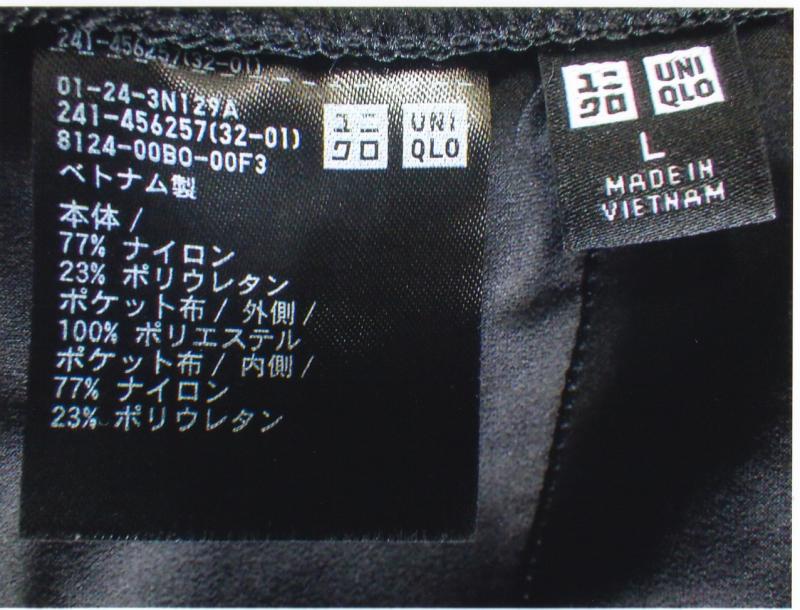 241-456257(32-01)
01-24-3N129A
241-456257(32-01)
8124-00B0-00F3
ベトナム製
本体/
77% ナイロン
23% ポリウレタン
ポケット布/外側/
100% ポリエステル
ポケット布/内側/
77% ナイロン
23% ポリウレタン
ユニ
クロ
UNI
QLO
ユニ
クロ
UNI
QLO
L
MADE IN
VIETNAM